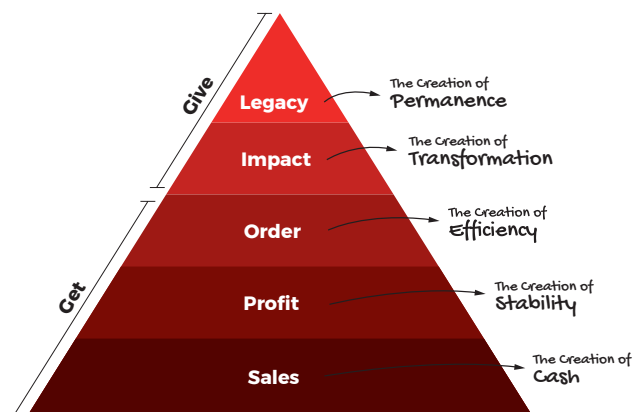 Give
Legacy
The Creation of
Permanence
Impact
The Creation of
Transformation
Order
The Creation of
Efficiency
Get
Profit
The Creation of
Stability
Sales
The Creation of
Cash